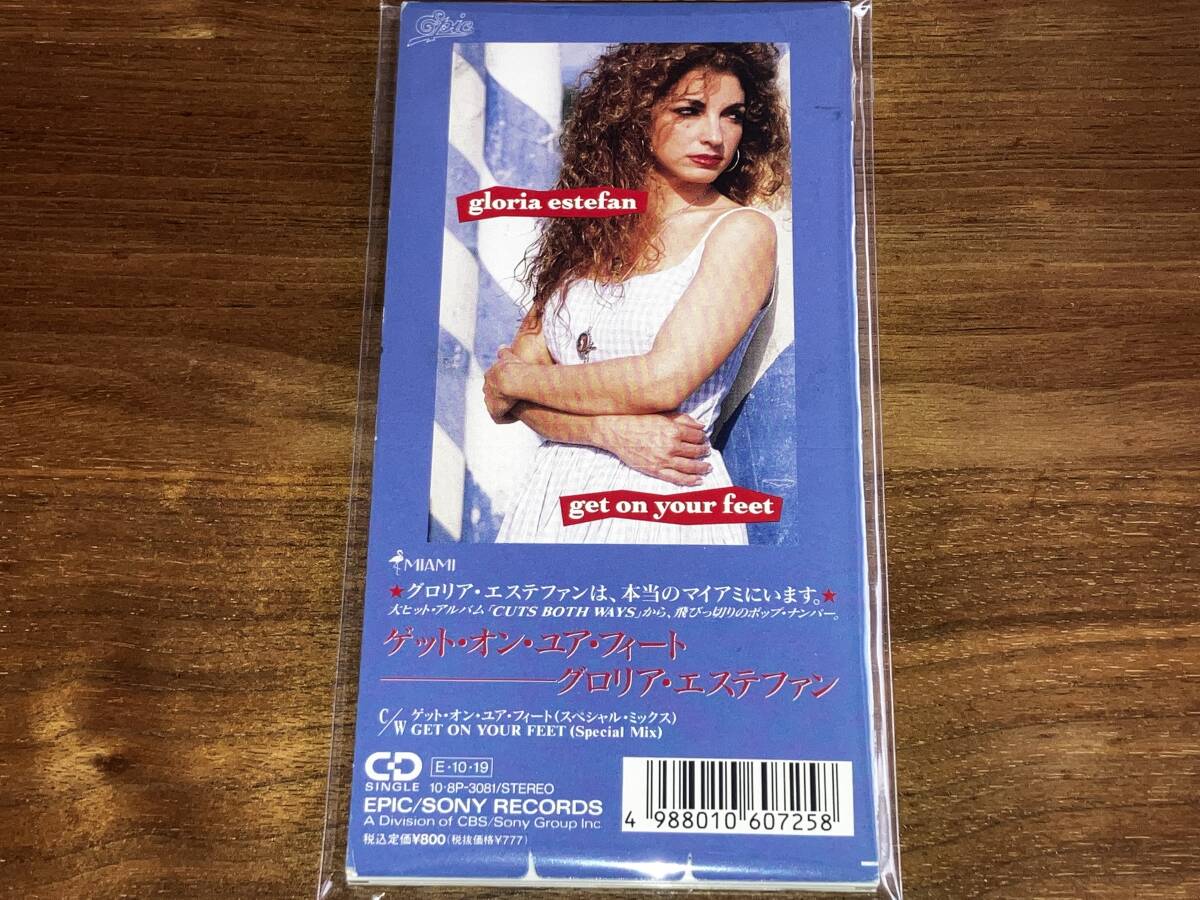 Epic
gloria estefan
get on your feet
MIAMI
★グロリア・エステファンは、本当のマイアミにいます。★
大ヒット・アルバム「CUTS BOTH WAYS」から、飛びっ切りのポップ・ナンバー。
ゲット・オン・ユア・フィート
グロリア・エステファン
C/W ゲット・オン・ユア・フィート(スペシャル・ミックス)
GET ON YOUR FEET (Special Mix)
CD
SINGLE
E・10・19
10・8P-3081/STEREO
EPIC/SONY RECORDS
A Division of CBS/Sony Group Inc.
税込定価¥800(税抜価格¥777)
4 988010 607258